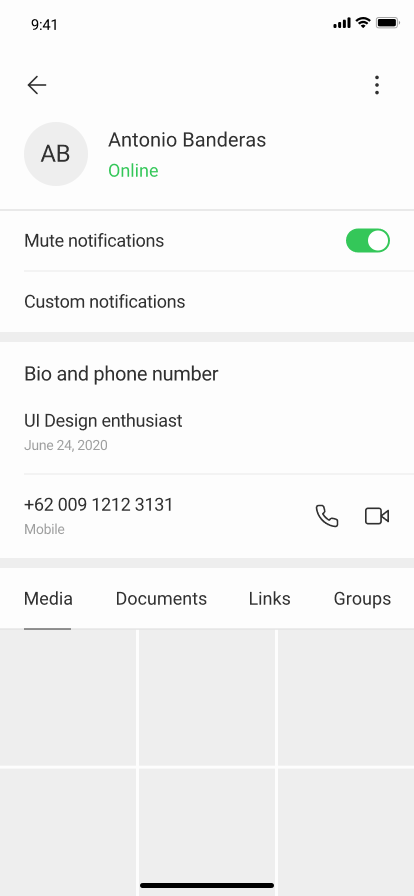 9:41
AB
Antonio Banderas
Online
Mute notifications
Custom notifications
Bio and phone number
UI Design enthusiast
June 24, 2020
+62 009 1212 3131
Mobile
Media Documents Links Groups